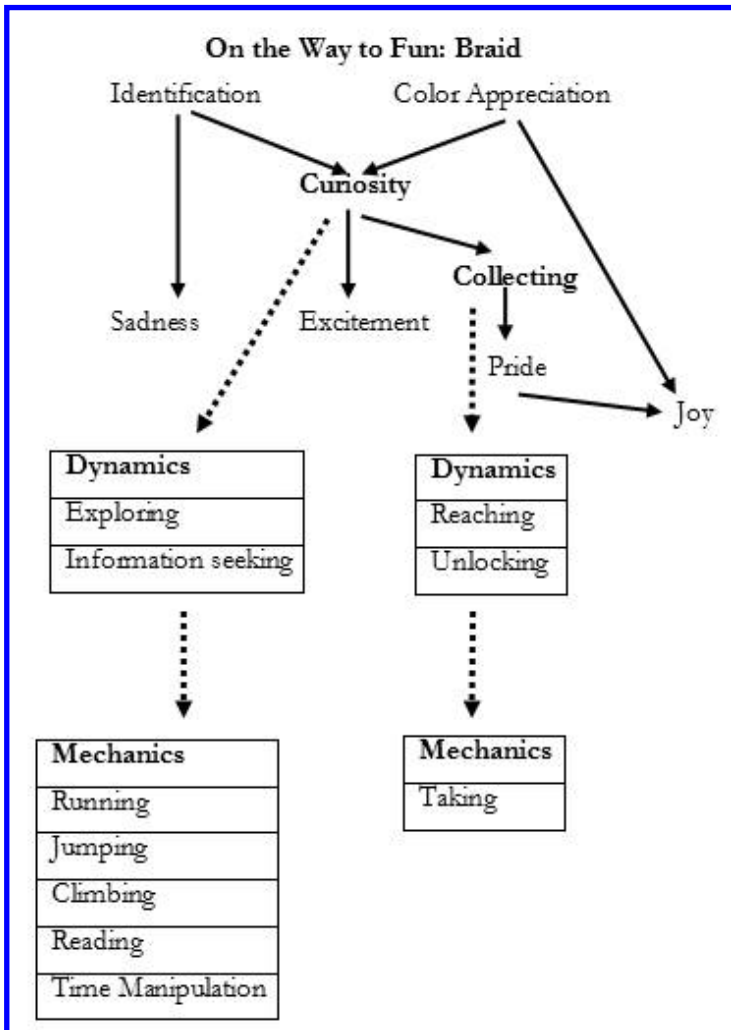 On the Way to Fun: Braid
Identification
Color Appreciation
Curiosity
Collecting
Sadness
Excitement
Pride
Joy
Dynamics
Exploring
Information seeking
Dynamics
Reaching
Unlocking
Mechanics
Running
Jumping
Climbing
Reading
Time Manipulation
Mechanics
Taking